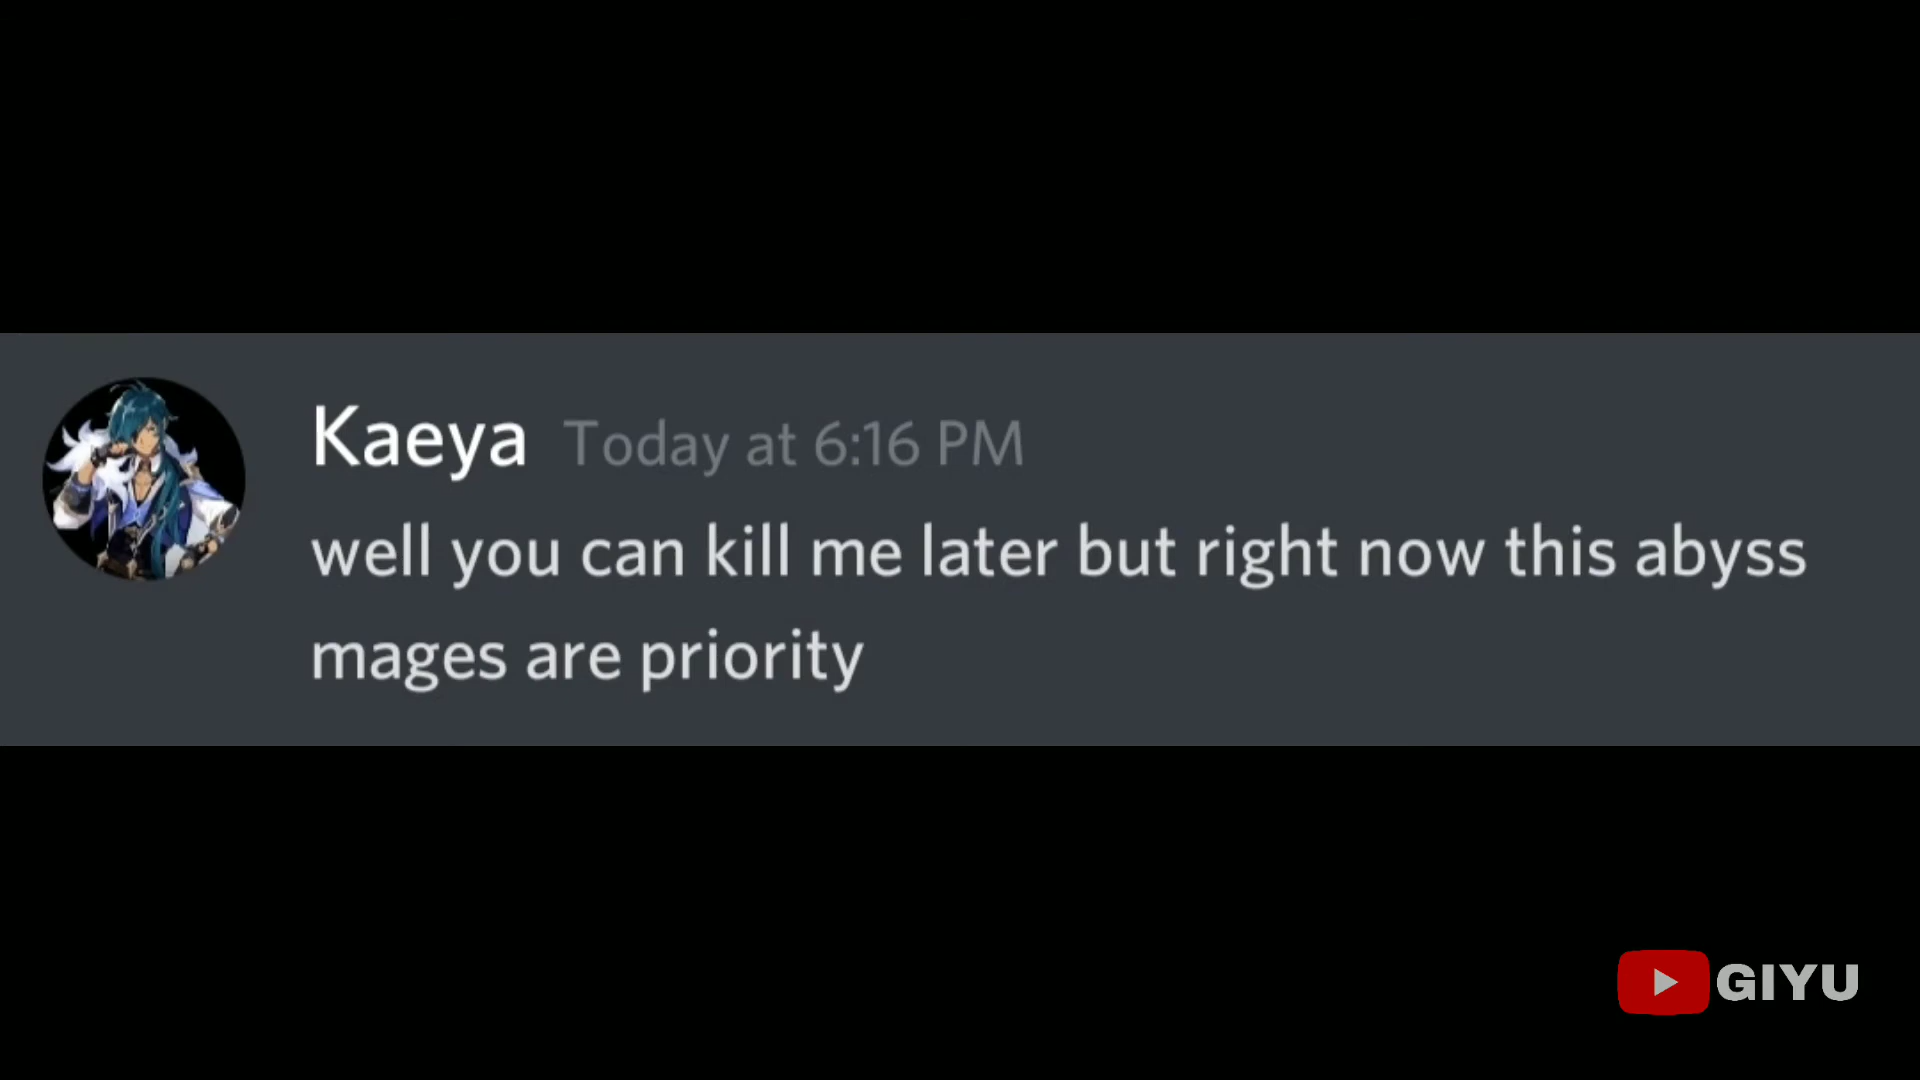 Kaeya Today at 6:16 PM
well you can kill me later but right now this abyss
mages are priority
GIYU